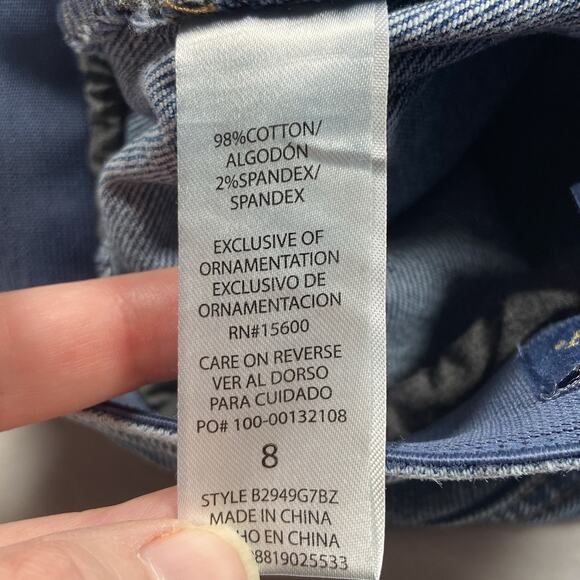 98%COTTON/
ALGODÓN
2%SPANDEX/
SPANDEX
EXCLUSIVE OF
ORNAMENTATION
EXCLUSIVO DE
ORNAMENTACION
RN#15600
CARE ON REVERSE
VER AL DORSO
PARA CUIDADO
PO# 100-00132108
8
STYLE B2949G7BZ
MADE IN CHINA
EN CHINA